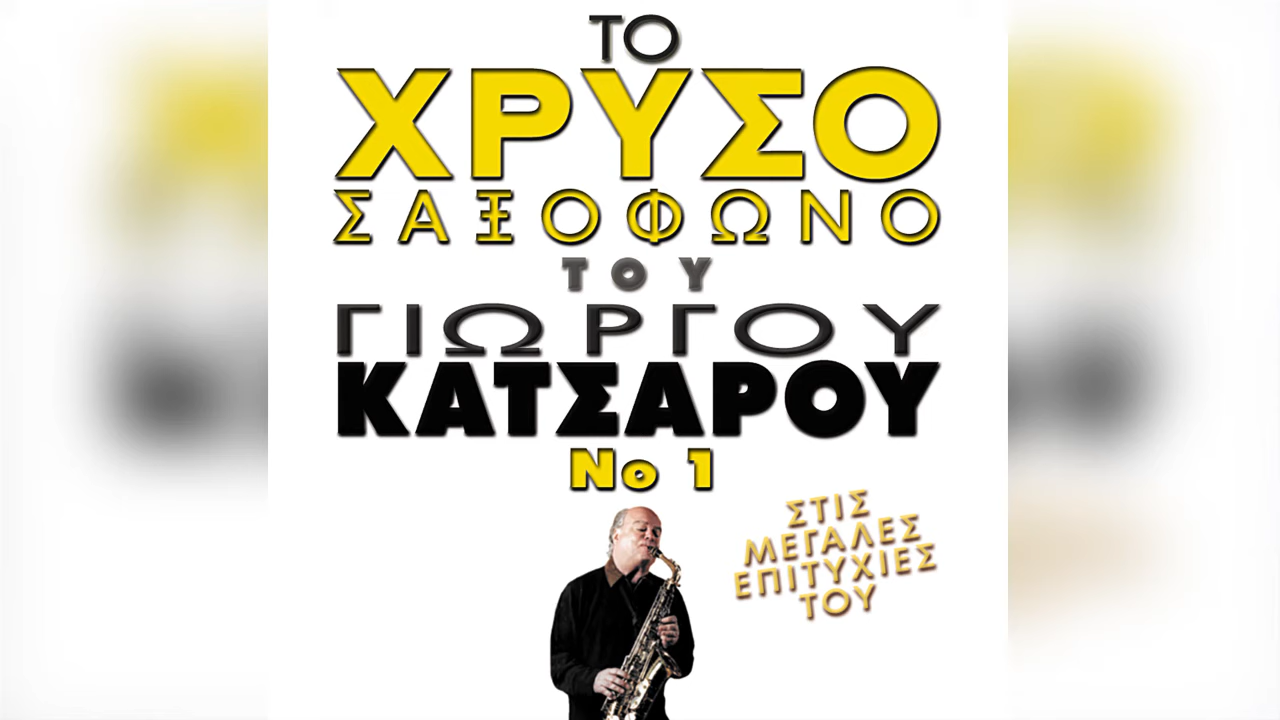 ΤΟ
ΧΡΥΣΟ
ΣΑΞΟΦΩΝΟ
ΤΟΥ
ΓΙΩΡΓΟΥ
ΚΑΤΣΑΡΟΥ
Νο 1
ΣΤΙΣ
ΜΕΓΑΛΕΣ
ΕΠΙΤΥΧΙΕΣ
ΤΟΥ